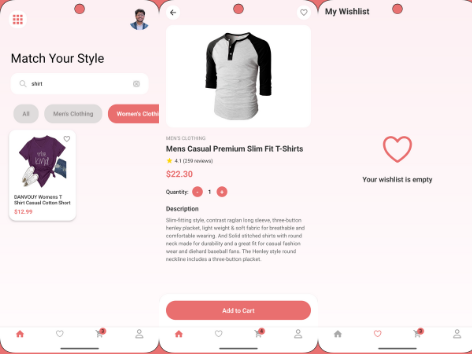 Match Your Style
shirt
All
Men's Clothing
Women's Clothi
DANVOUY Womens T
Shirt Casual Cotton Short
$12.99
MEN'S CLOTHING
Mens Casual Premium Slim Fit T-Shirts
4.1 (259 reviews)
$22.30
Quantity:
-
1
+
Description
Slim-fitting style, contrast raglan long sleeve, three-button
henley placket, light weight & soft fabric for breathable and
comfortable wearing. And Solid stitched shirts with round
neck made for durability and a great fit for casual fashion
wear and diehard baseball fans. The Henley style round
neckline includes a three-button placket.
Add to Cart
My Wishlist
Your wishlist is empty